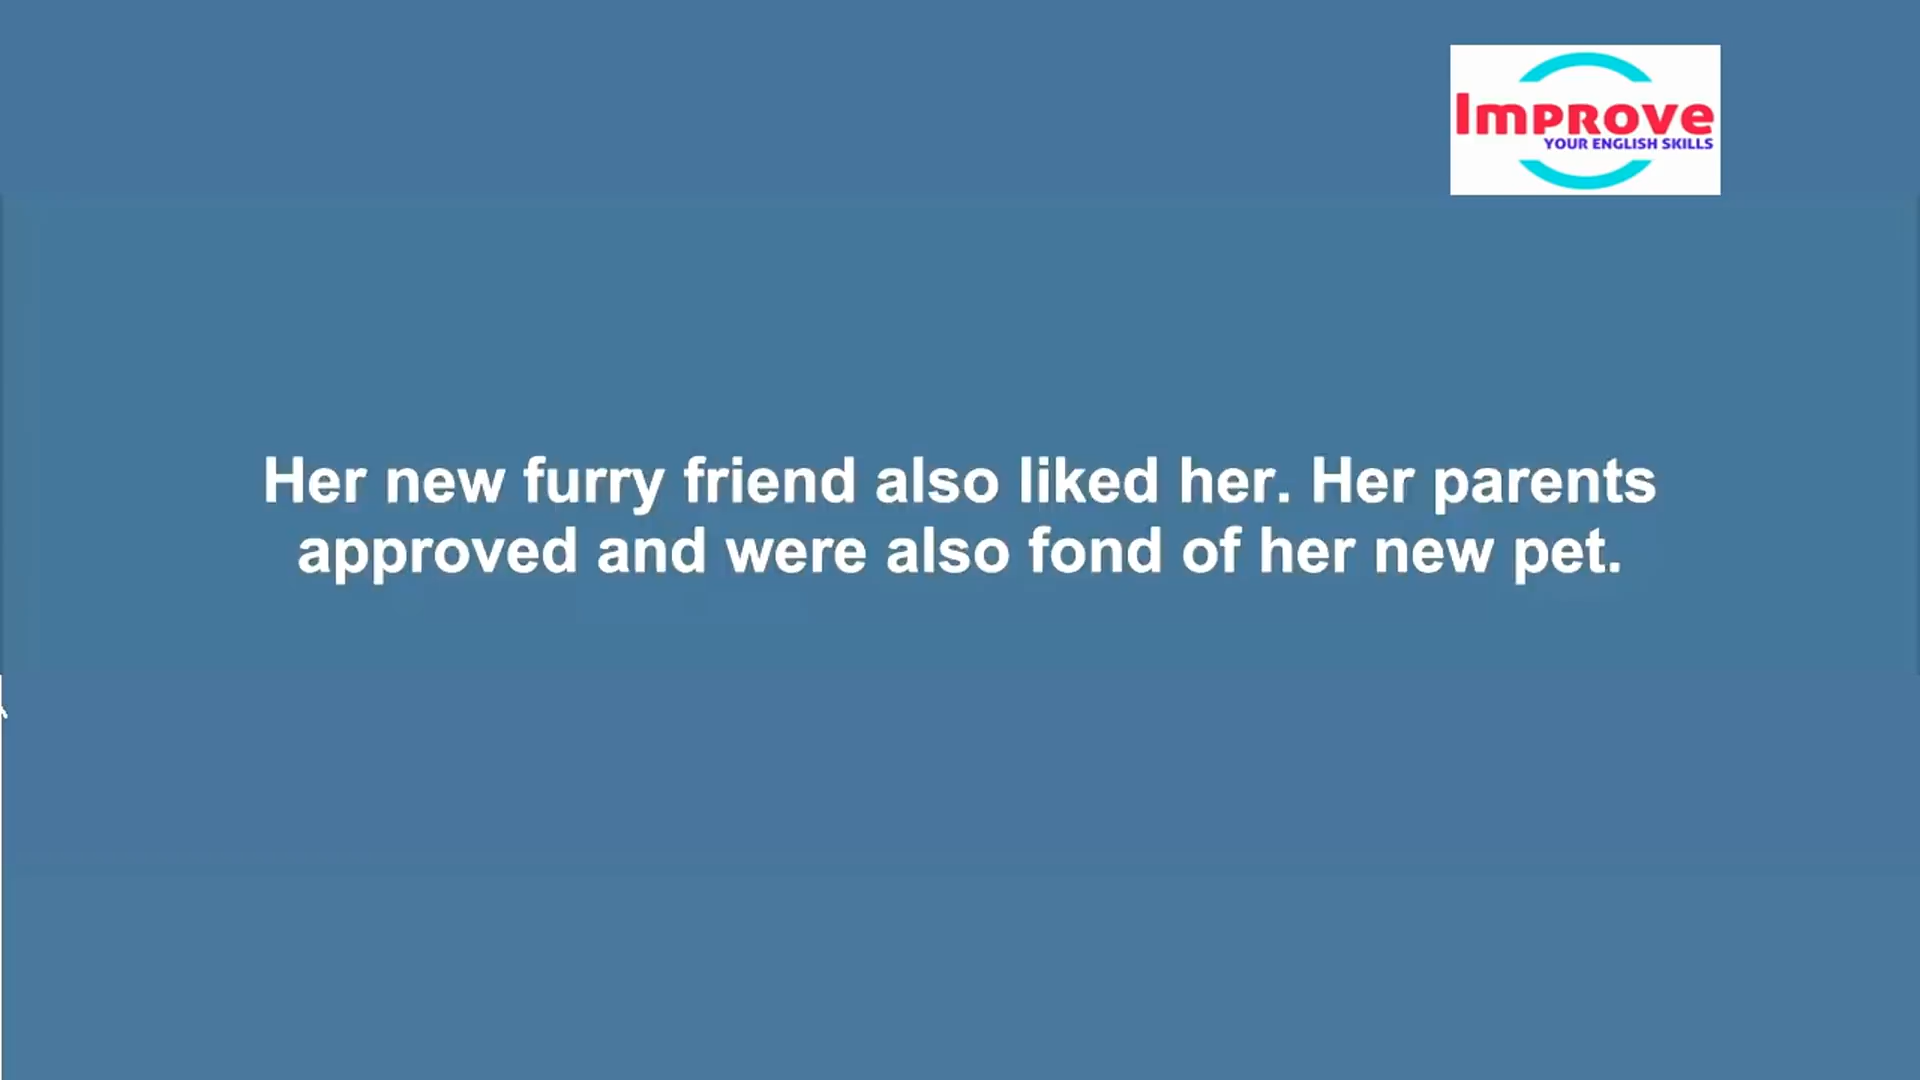 Improve
YOUR ENGLISH SKILLS
Her new furry friend also liked her. Her parents
approved and were also fond of her new pet.